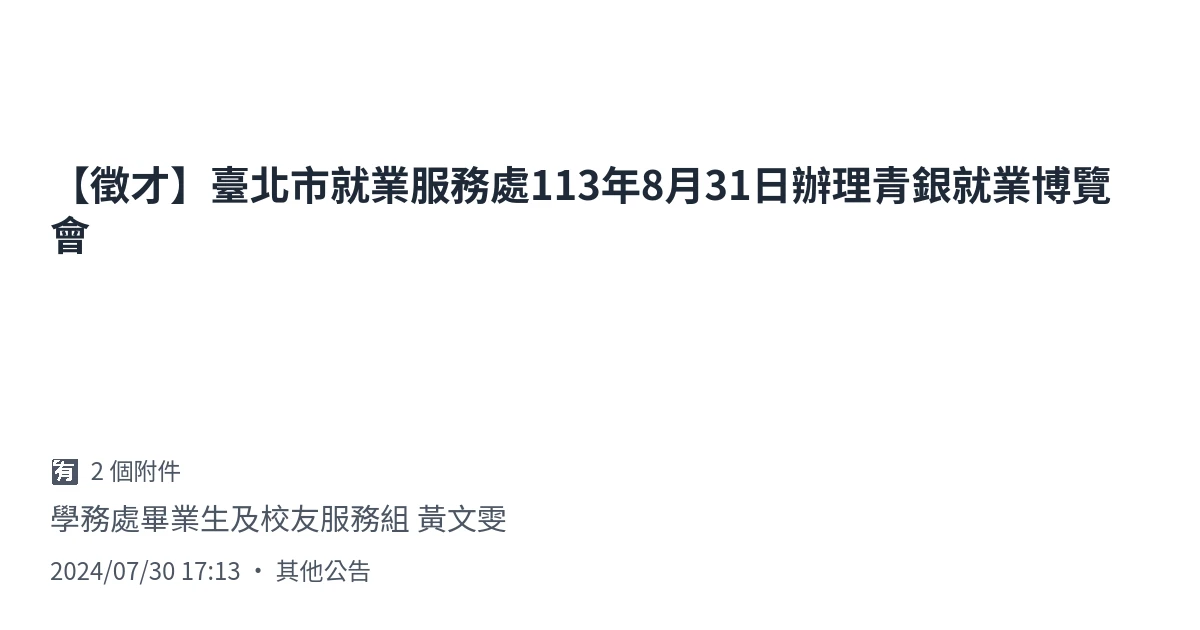 【徵才】臺北市就業服務處113年8月31日辦理青銀就業博覽
會
有 2 個附件
學務處畢業生及校友服務組 黃文雯
2024/07/30 17:13 · 其他公告